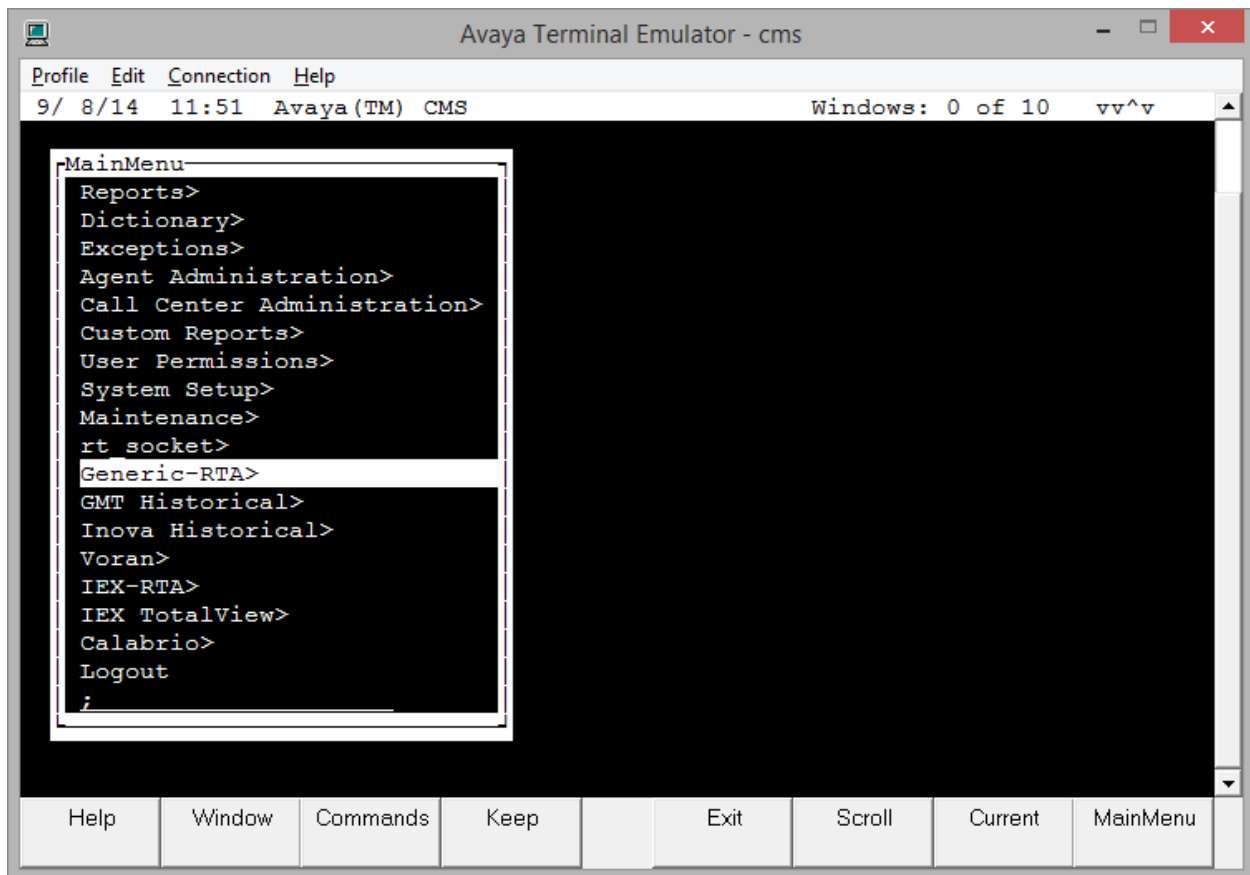 Avaya Terminal Emulator - cms
Profile Edit Connection Help
9/ 8/14 11:51 Avaya(TM) CMS Windows: 0 of 10 vv^v
MainMenu
Reports>
Dictionary>
Exceptions>
Agent Administration>
Call Center Administration>
Custom Reports>
User Permissions>
System Setup>
Maintenance>
rt_socket>
Generic-RTA>
GMT Historical>
Inova Historical>
Voran>
IEX-RTA>
IEX TotalView>
Calabrio>
Logout
;
Help Window Commands Keep Exit Scroll Current MainMenu